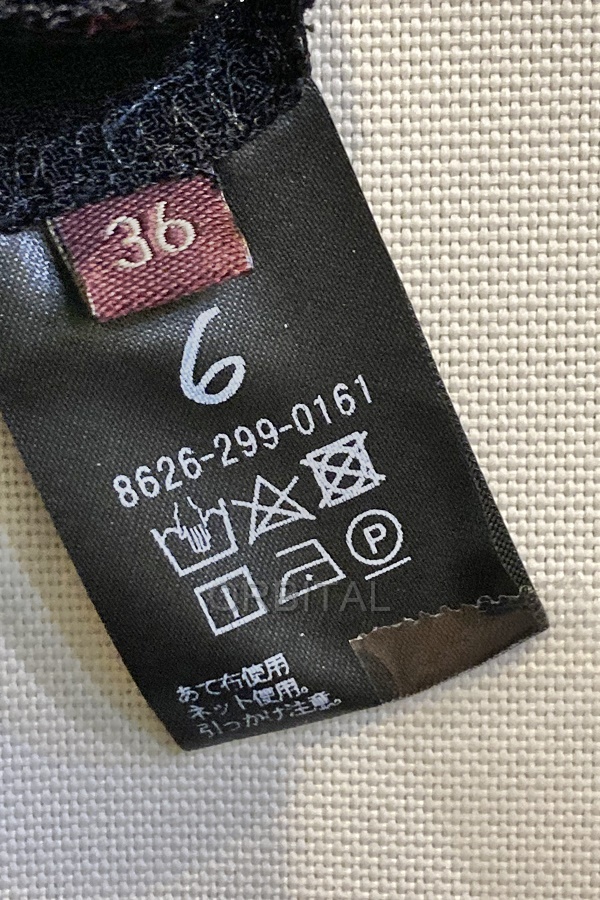 36
6
8626-299-0161
P
ORBITAL
あて布使用
ネット使用。
引っかけ注意。